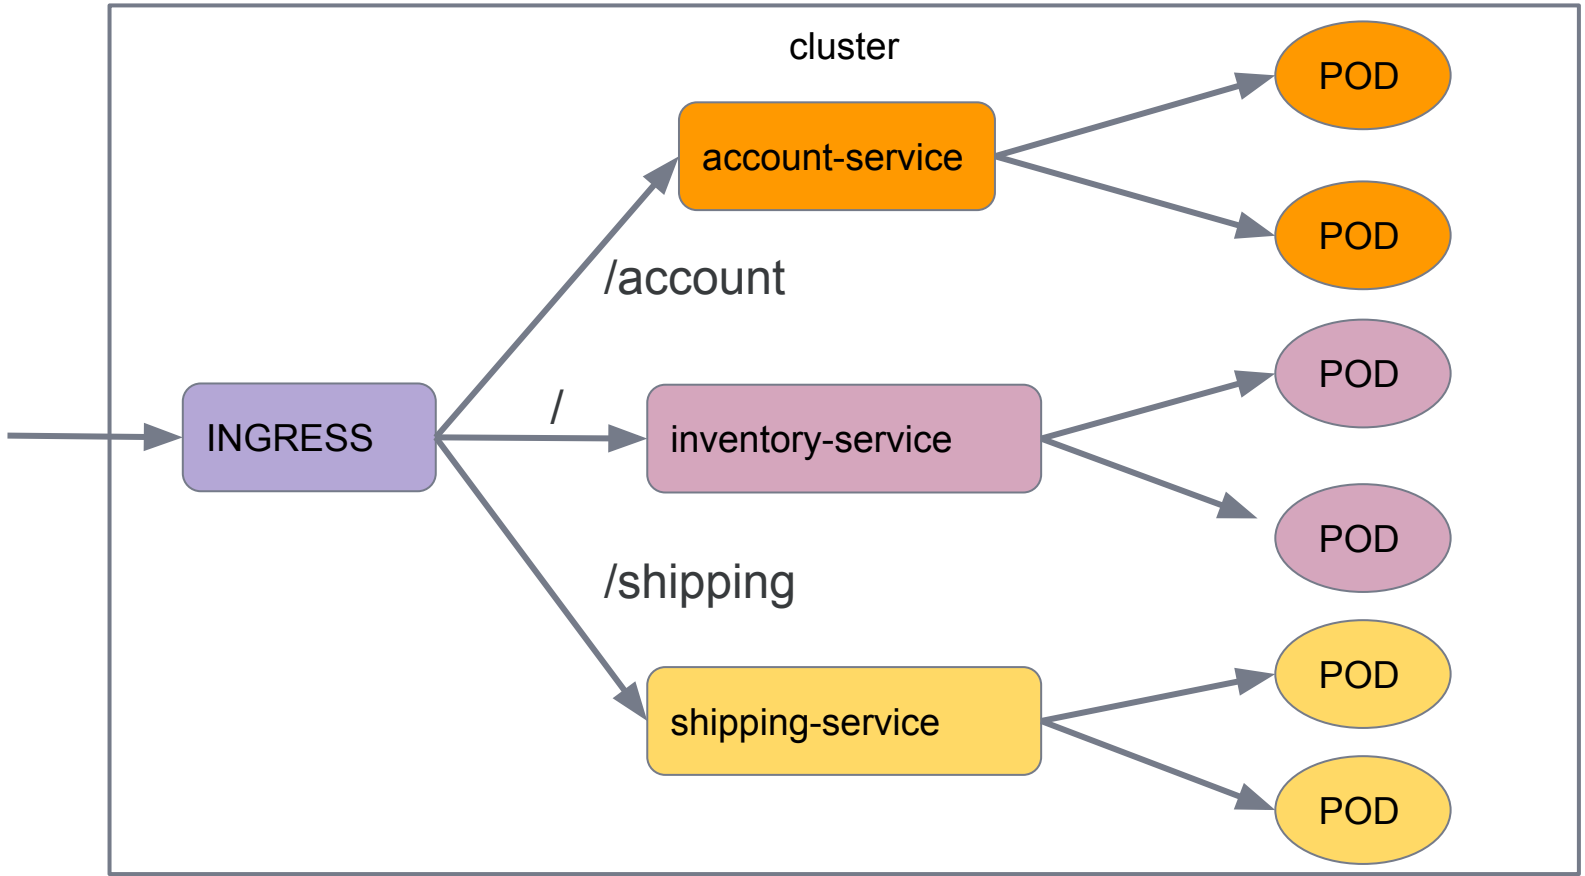 cluster
POD
account-service
POD
/account
POD
/
INGRESS
inventory-service
POD
/shipping
POD
shipping-service
POD